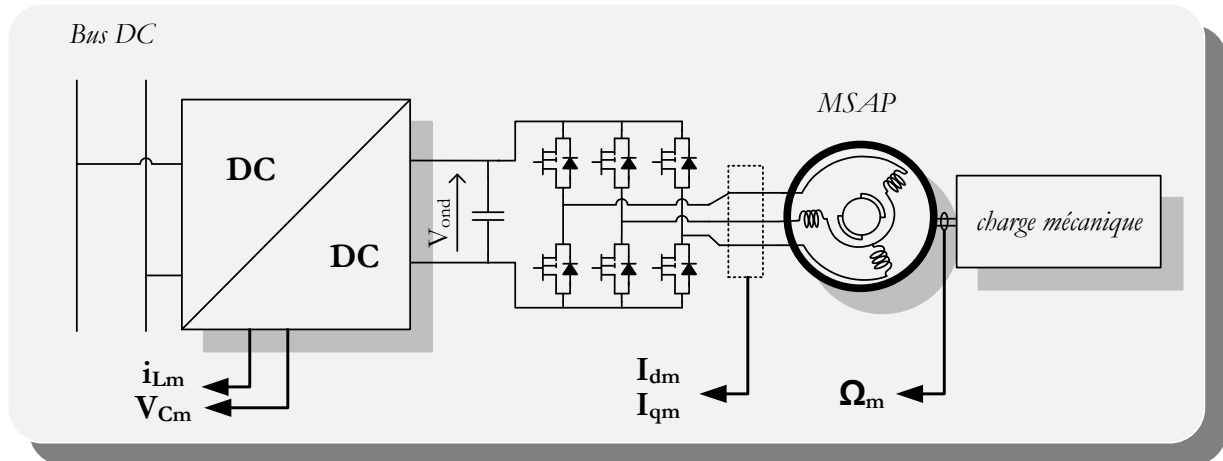 Bus DC
MSAP
DC
DC
Vond
charge mécanique
iLm
VCm
Idm
Iqm
Ωm